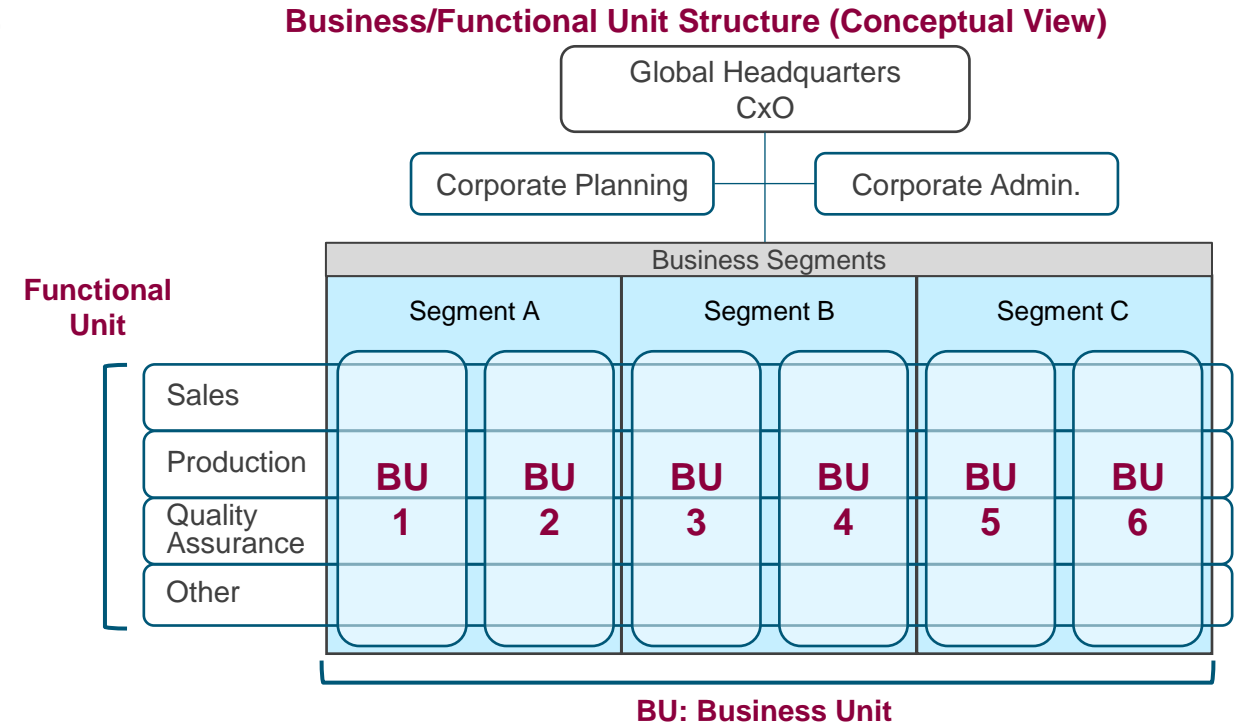 Business/Functional Unit Structure (Conceptual View)
Global Headquarters
CxO
Corporate Planning
Corporate Admin.
Business Segments
Functional
Unit
Segment A
Segment B
Segment C
Sales
Production
Quality
Assurance
Other
BU
1
BU
2
BU
3
BU
4
BU
5
BU
6
BU: Business Unit